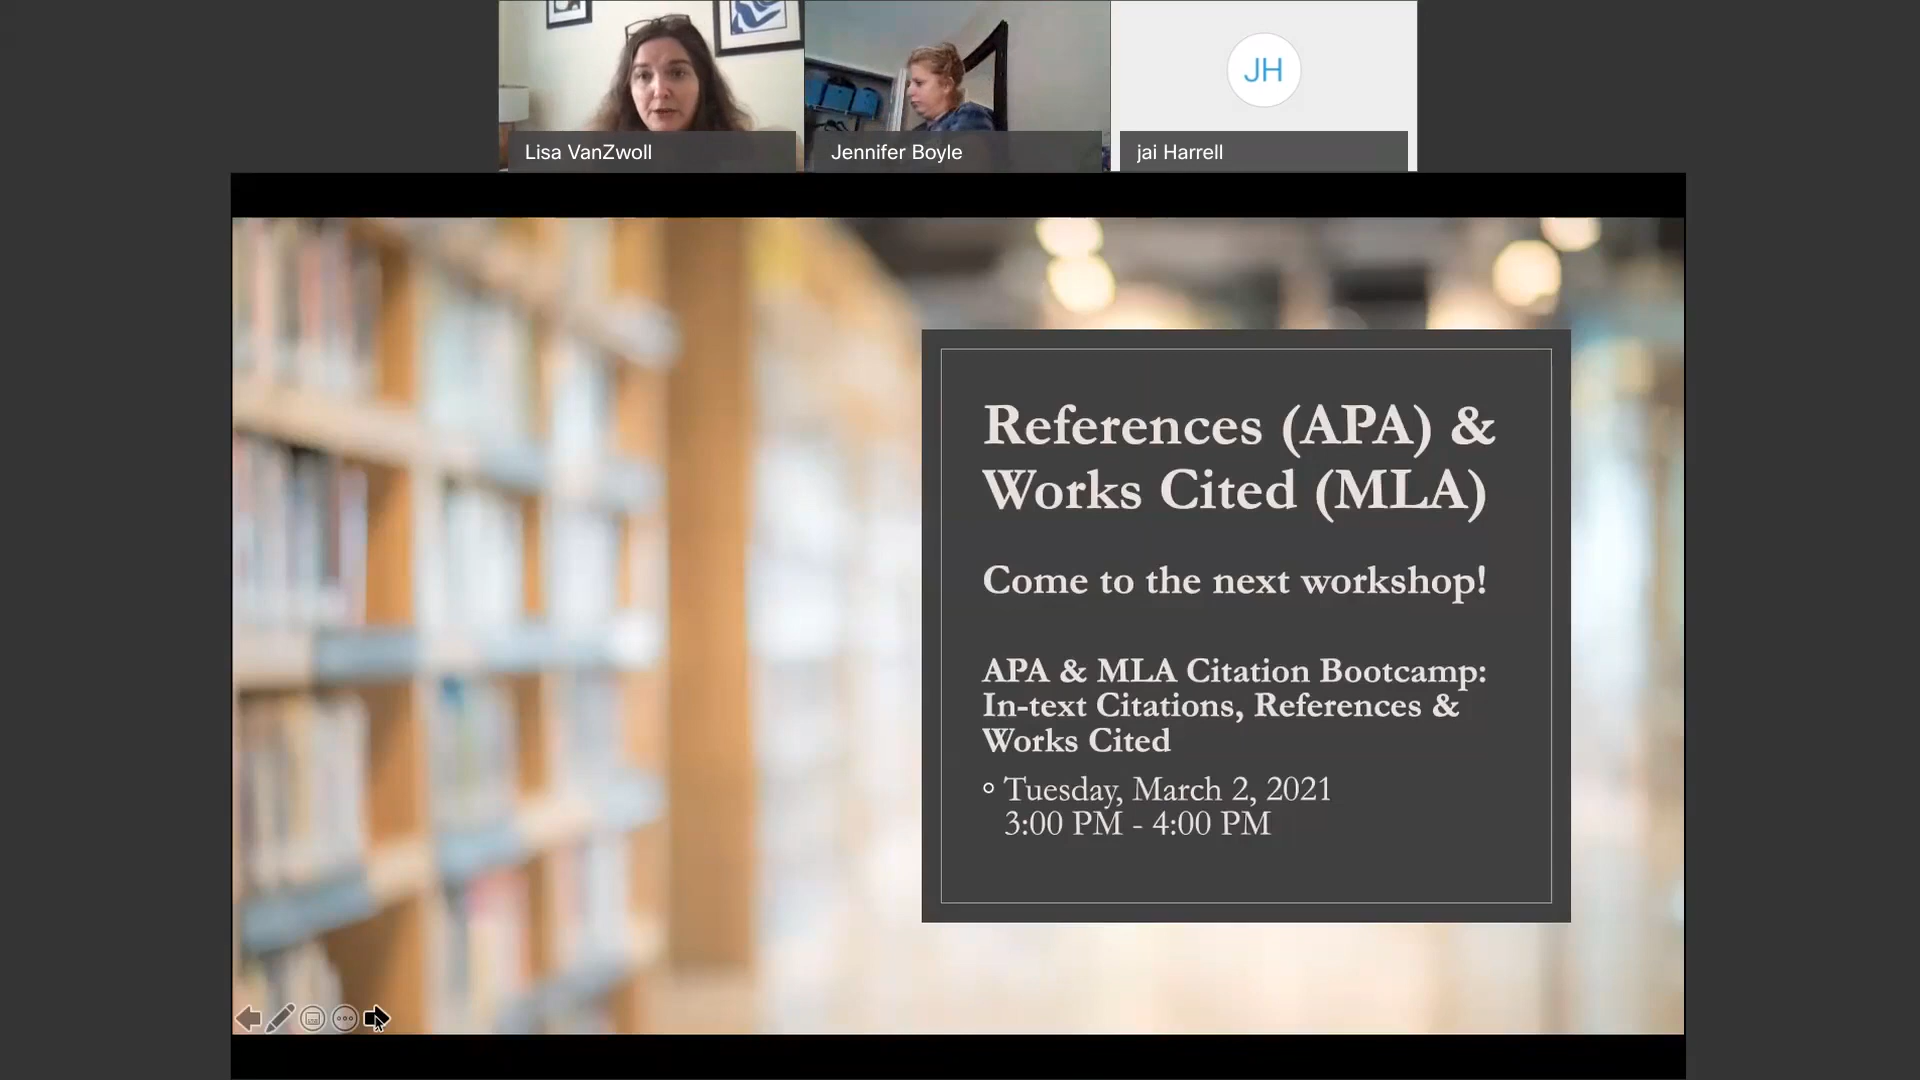 JH
Lisa VanZwoll
Jennifer Boyle
jai Harrell
References (APA) &
Works Cited (MLA)
Come to the next workshop!
APA & MLA Citation Bootcamp:
In-text Citations, References &
Works Cited
Tuesday, March 2, 2021
3:00 PM - 4:00 PM